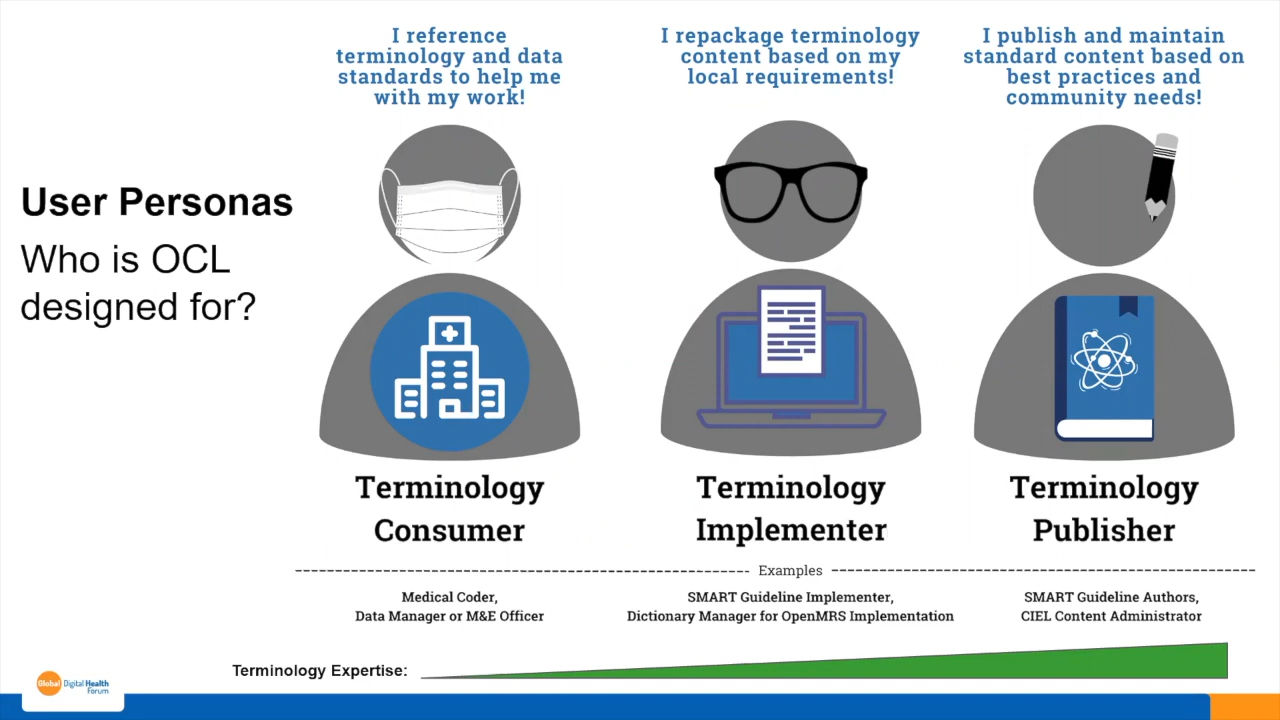 User Personas
Who is OCL
designed for?
I reference
terminology and data
standards to help me
with my work!
I repackage terminology
content based on my
local requirements!
I publish and maintain
standard content based on
best practices and
community needs!
Terminology
Consumer
Terminology
Implementer
Terminology
Publisher
Examples
Medical Coder,
Data Manager or M&E Officer
SMART Guideline Implementer,
Dictionary Manager for OpenMRS Implementation
SMART Guideline Authors,
CIEL Content Administrator
Terminology Expertise:
Global Digital Health
Forum